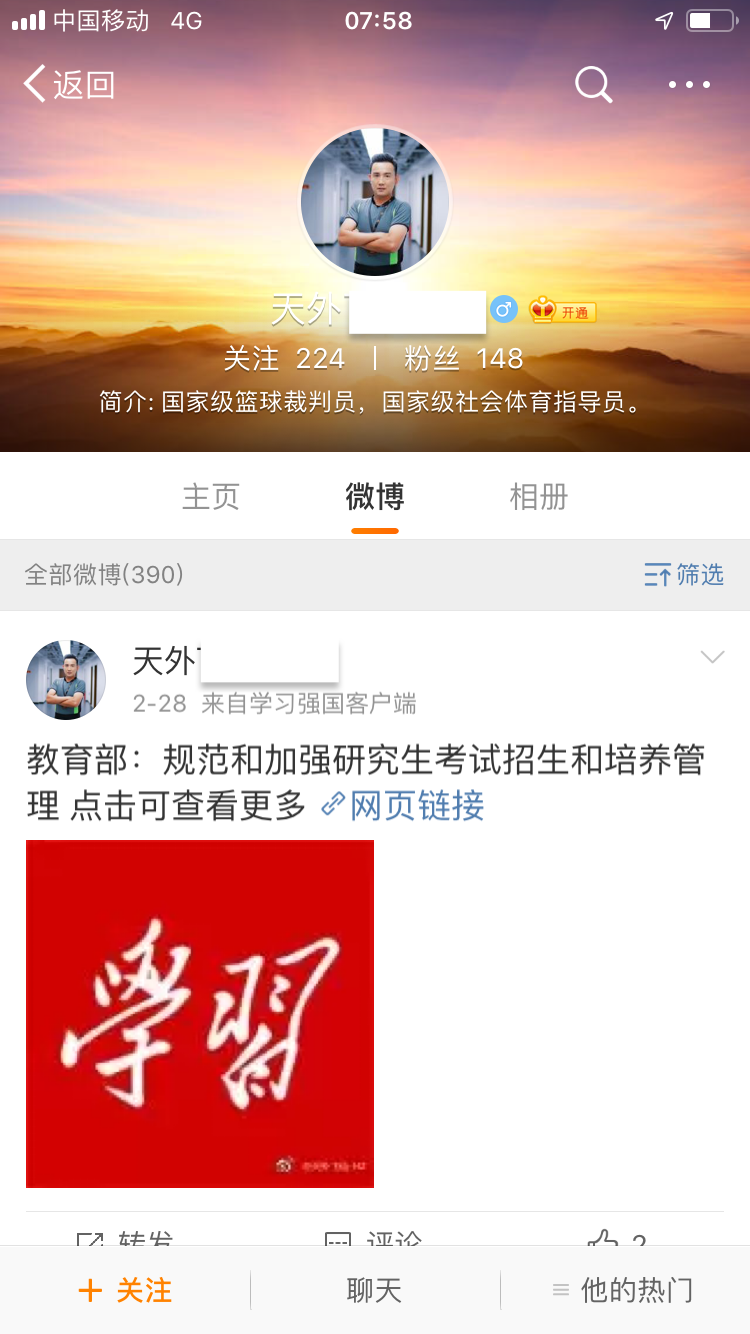 中国移动 4G 07:58
返回
天外 开通
关注 224 | 粉丝 148
简介: 国家级篮球裁判员，国家级社会体育指导员。
主页 微博 相册
全部微博(390) 筛选
天外
2-28 来自学习强国客户端
教育部：规范和加强研究生考试招生和培养管
理 点击可查看更多 网页链接
学習
转发 评论 2
+ 关注 聊天 他的热门